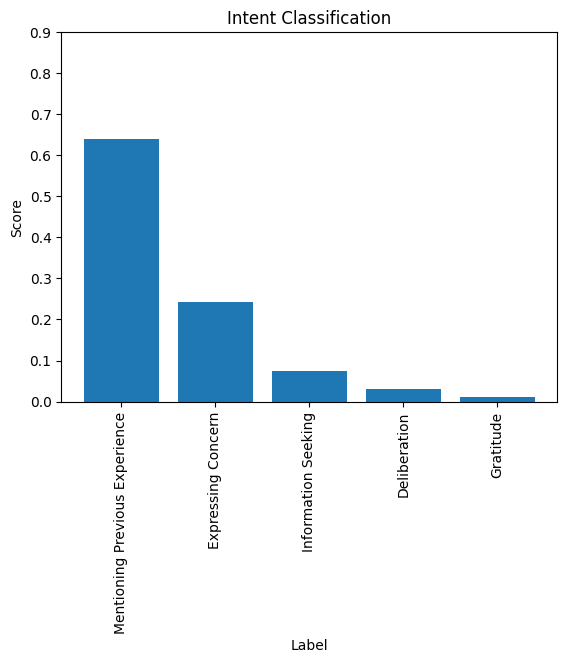 Intent Classification
0.9
0.8
0.7
0.6
0.5
0.4
0.3
0.2
0.1
0.0
Score
Mentioning Previous Experience
Expressing Concern
Information Seeking
Deliberation
Gratitude
Label